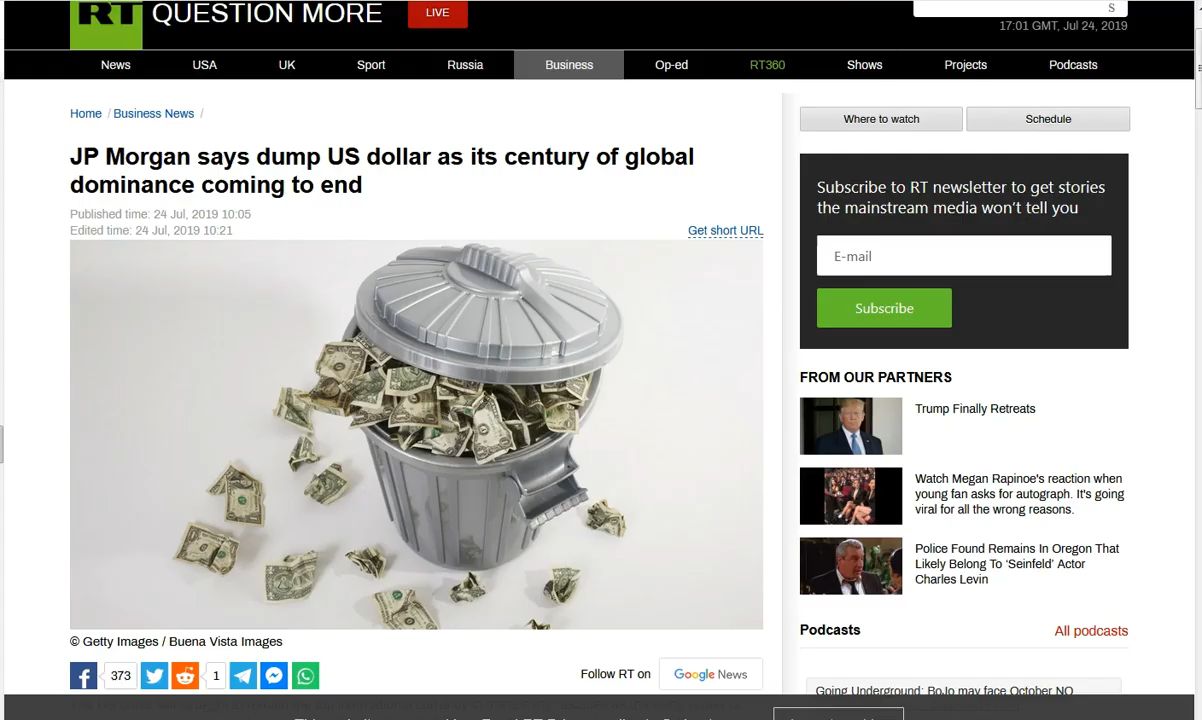 RT QUESTION MORE
LIVE
S
17:01 GMT, Jul 24, 2019
News USA UK Sport Russia Business Op-ed RT360 Shows Projects Podcasts
Home / Business News /
JP Morgan says dump US dollar as its century of global
dominance coming to end
Published time: 24 Jul, 2019 10:05
Edited time: 24 Jul, 2019 10:21
Get short URL
© Getty Images / Buena Vista Images
373
1
Follow RT on
Google News
Where to watch
Schedule
Subscribe to RT newsletter to get stories
the mainstream media won't tell you
E-mail
Subscribe
FROM OUR PARTNERS
Trump Finally Retreats
Watch Megan Rapinoe's reaction when
young fan asks for autograph. It's going
viral for all the wrong reasons.
Police Found Remains In Oregon That
Likely Belong To ‘Seinfeld’ Actor
Charles Levin
Podcasts
All podcasts
Going Underground: BoJo may face October NO